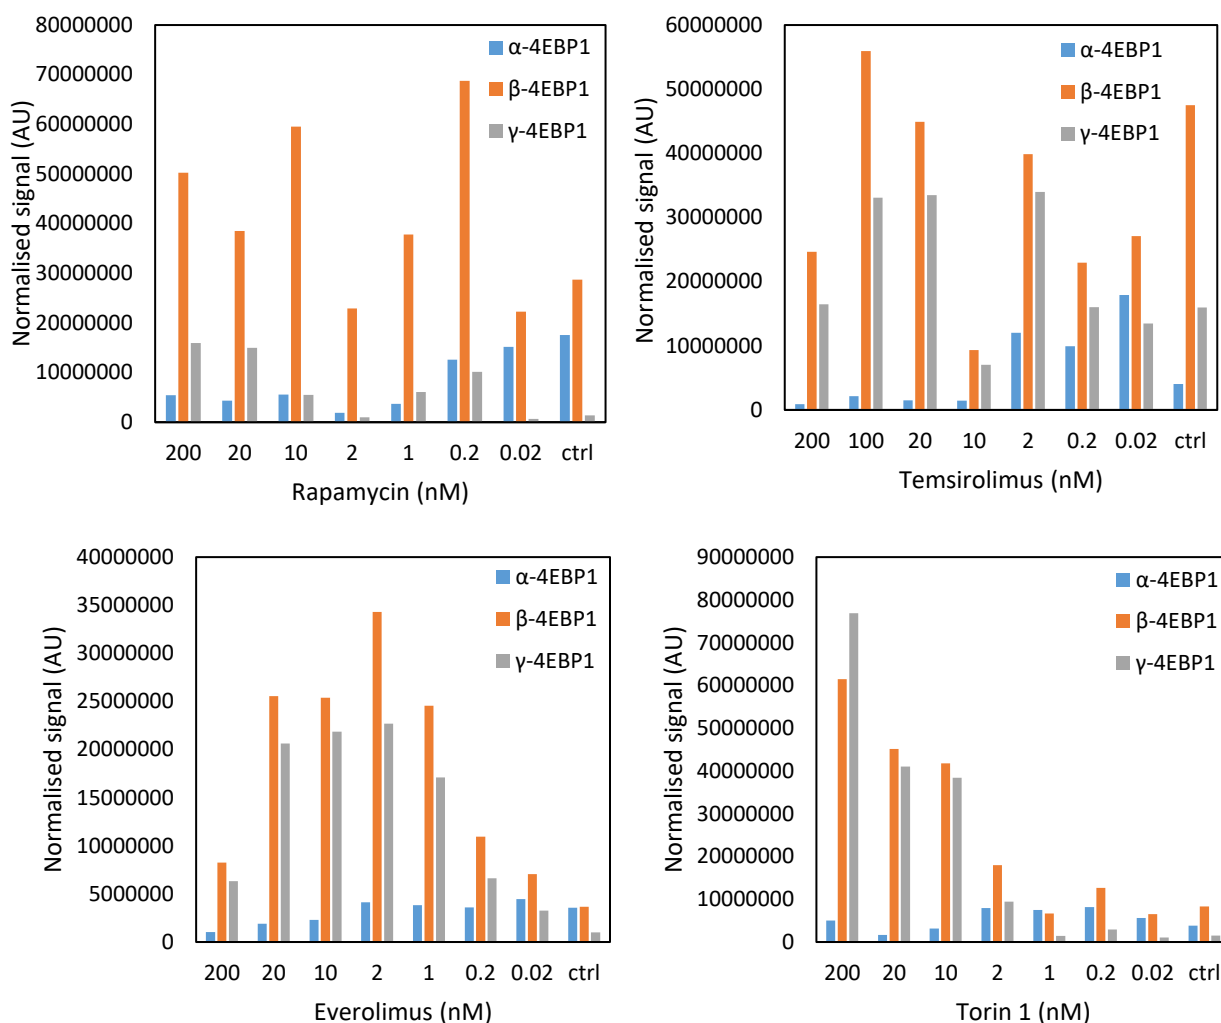 80000000
70000000
60000000
50000000
40000000
30000000
20000000
10000000
0
Normalised signal (AU)
α-4EBP1
β-4EBP1
γ-4EBP1
200 20 10 2 1 0.2 0.02 ctrl
Rapamycin (nM)
60000000
50000000
40000000
30000000
20000000
10000000
0
Normalised signal (AU)
α-4EBP1
β-4EBP1
γ-4EBP1
200 100 20 10 2 0.2 0.02 ctrl
Temsirolimus (nM)
40000000
35000000
30000000
25000000
20000000
15000000
10000000
5000000
0
Normalised signal (AU)
α-4EBP1
β-4EBP1
γ-4EBP1
200 20 10 2 1 0.2 0.02 ctrl
Everolimus (nM)
90000000
80000000
70000000
60000000
50000000
40000000
30000000
20000000
10000000
0
Normalised signal (AU)
α-4EBP1
β-4EBP1
γ-4EBP1
200 20 10 2 1 0.2 0.02 ctrl
Torin 1 (nM)